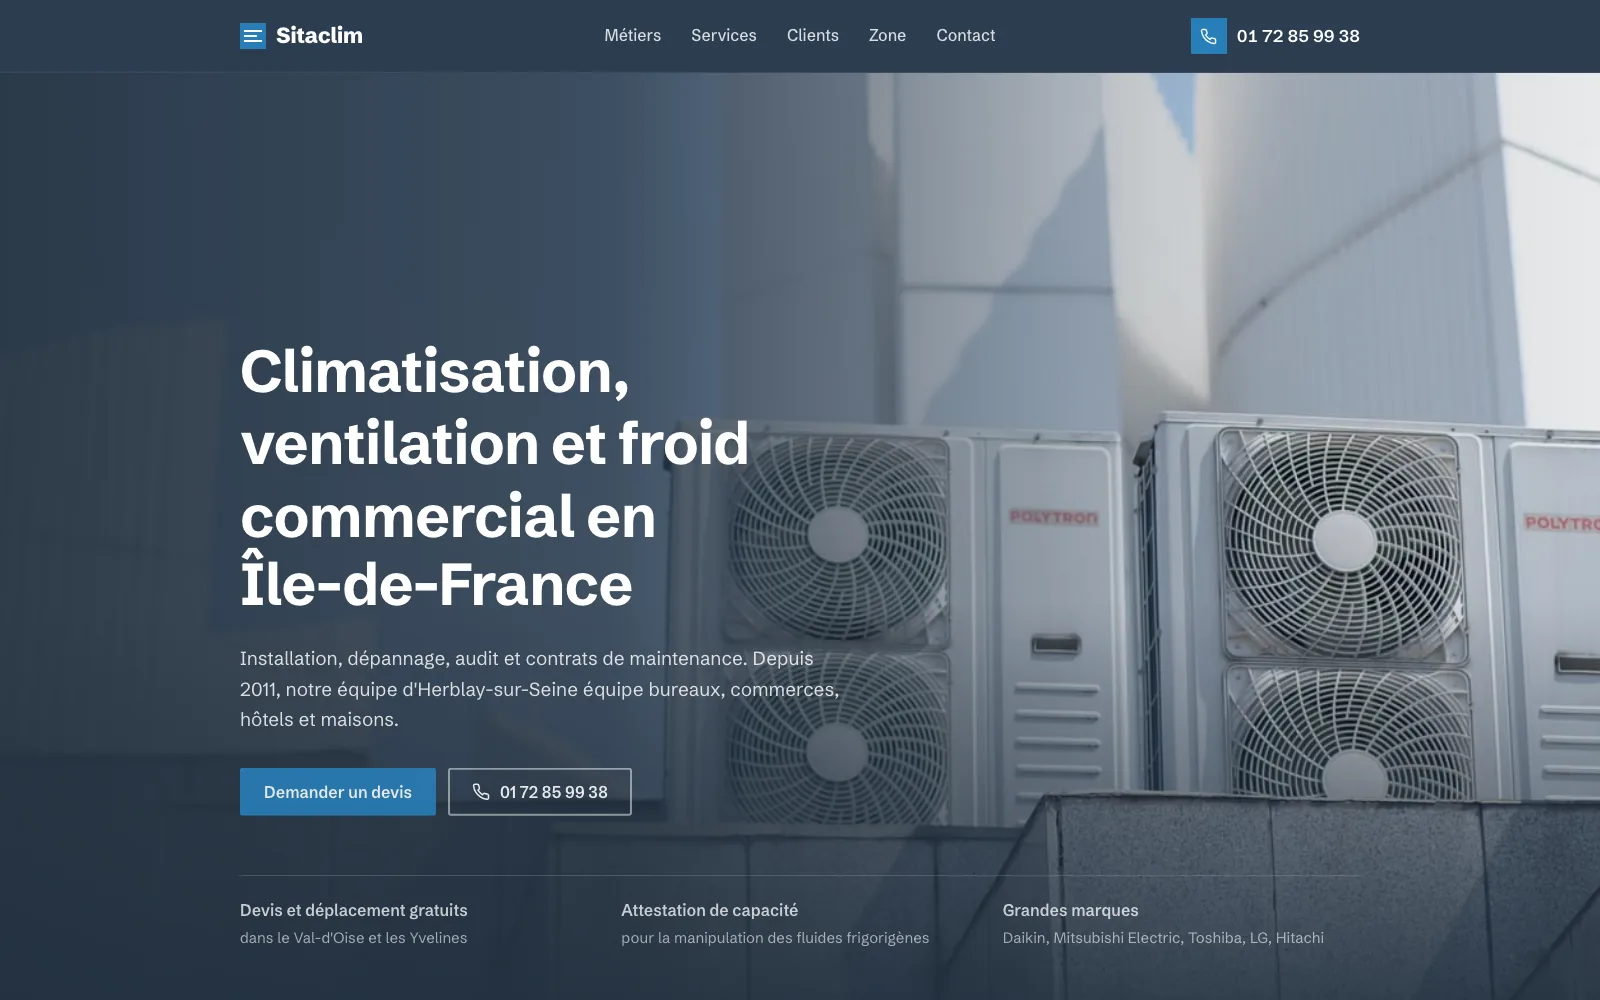 Sitaclim
Métiers
Services
Clients
Zone
Contact
01 72 85 99 38
Climatisation,
ventilation et froid
commercial en
Île-de-France
POLYTRON
POLYTRO
Installation, dépannage, audit et contrats de maintenance. Depuis
2011, notre équipe d'Herblay-sur-Seine équipe bureaux, commerces,
hôtels et maisons.
Demander un devis
01 72 85 99 38
Devis et déplacement gratuits
dans le Val-d'Oise et les Yvelines
Attestation de capacité
pour la manipulation des fluides frigorigènes
Grandes marques
Daikin, Mitsubishi Electric, Toshiba, LG, Hitachi